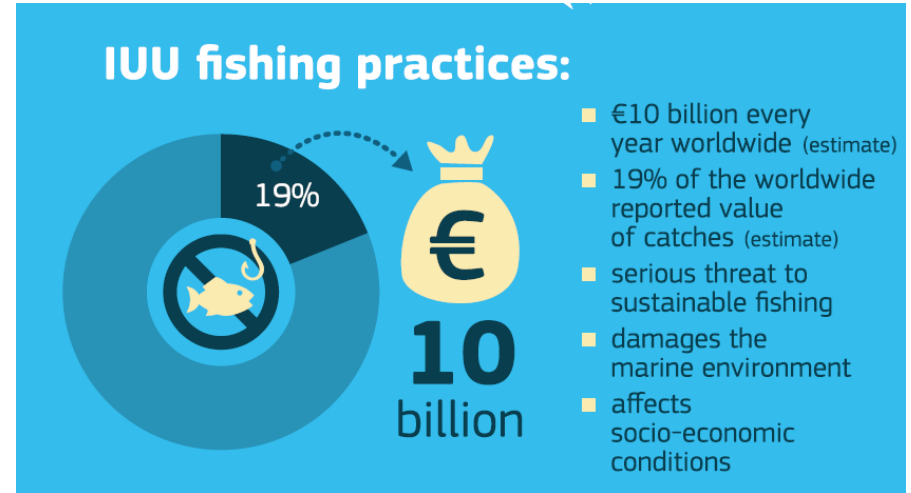 IUU fishing practices:
19%
€
10
billion
€10 billion every
year worldwide (estimate)
19% of the worldwide
reported value
of catches (estimate)
serious threat to
sustainable fishing
damages the
marine environment
affects
socio-economic
conditions